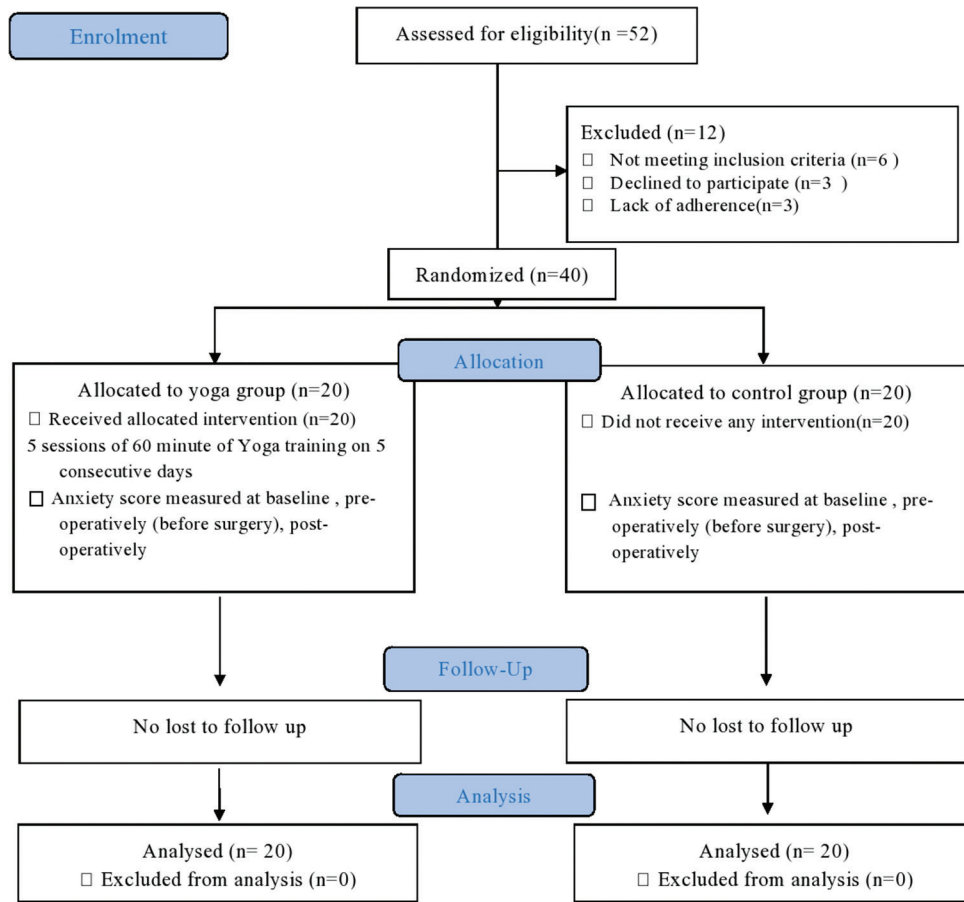 Enrolment
Assessed for eligibility(n =52)
Excluded (n=12)
□ Not meeting inclusion criteria (n=6 )
□ Declined to participate (n=3 )
□ Lack of adherence(n=3)
Randomized (n=40)
Allocation
Allocated to yoga group (n=20)
□ Received allocated intervention (n=20)
5 sessions of 60 minute of Yoga training on 5
consecutive days
□ Anxiety score measured at baseline , pre-
operatively (before surgery), post-
operatively
Allocated to control group (n=20)
□ Did not receive any intervention(n=20)
□ Anxiety score measured at baseline , pre-
operatively (before surgery), post-
operatively
Follow-Up
No lost to follow up
No lost to follow up
Analysis
Analysed (n= 20)
□ Excluded from analysis (n=0)
Analysed (n= 20)
□ Excluded from analysis (n=0)